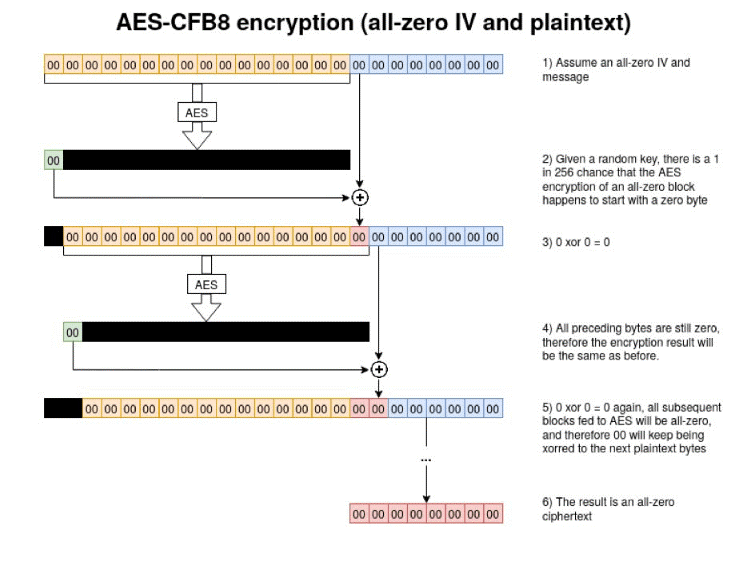 AES-CFB8 encryption (all-zero IV and plaintext)
00 00 00 00 00 00 00 00 00 00 00 00 00 00 00 00 00 00 00 00 00 00 00 00
1) Assume an all-zero IV and
message
AES
00
2) Given a random key, there is a 1
in 256 chance that the AES
encryption of an all-zero block
happens to start with a zero byte
00 00 00 00 00 00 00 00 00 00 00 00 00 00 00 00 00 00 00 00 00 00 00
3) 0 xor 0 = 0
AES
00
4) All preceding bytes are still zero,
therefore the encryption result will
be the same as before.
00 00 00 00 00 00 00 00 00 00 00 00 00 00 00 00 00 00 00 00 00 00
5) 0 xor 0 = 0 again, all subsequent
blocks fed to AES will be all-zero,
and therefore 00 will keep being
xorred to the next plaintext bytes
...
00 00 00 00 00 00 00 00
6) The result is an all-zero
ciphertext